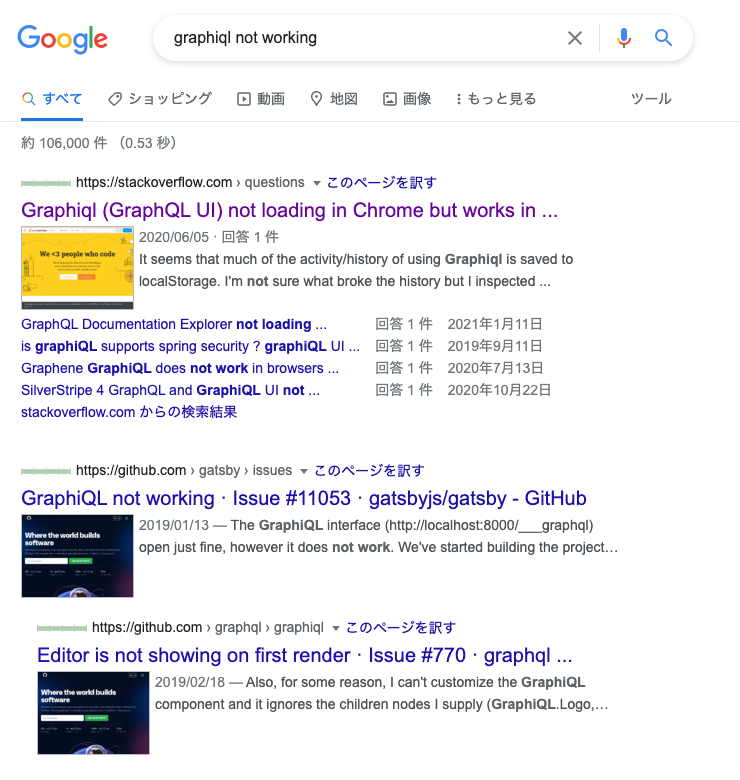 Google
graphiql not working
すべて ショッピング 動画 地図 画像 もっと見る ツール
約 106,000 件 （0.53 秒）
https://stackoverflow.com › questions このページを訳す
Graphiql (GraphQL UI) not loading in Chrome but works in ...
2020/06/05 · 回答 1 件
It seems that much of the activity/history of using Graphiql is saved to
localStorage. I'm not sure what broke the history but I inspected ...
We <3 people who code
GraphQL Documentation Explorer not loading ... 回答 1 件 2021年1月11日
is graphiQL supports spring security ? graphiQL UI ... 回答 1 件 2019年9月11日
Graphene GraphiQL does not work in browsers ... 回答 1 件 2020年7月13日
SilverStripe 4 GraphQL and GraphiQL UI not ... 回答 1 件 2020年10月22日
stackoverflow.com からの検索結果
https://github.com › gatsby › issues このページを訳す
GraphiQL not working · Issue #11053 · gatsbyjs/gatsby - GitHub
2019/01/13 — The GraphiQL interface (http://localhost:8000/___graphql)
open just fine, however it does not work. We've started building the project…
Where the world builds
software
https://github.com › graphql › graphiql このページを訳す
Editor is not showing on first render · Issue #770 · graphql ...
2019/02/18 — Also, for some reason, I can't customize the GraphiQL
component and it ignores the children nodes I supply (GraphiQL.Logo,…
Where the world builds
software